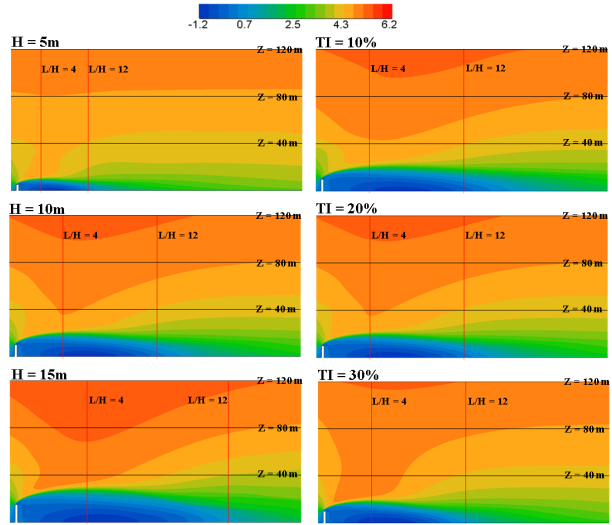 -1.2 0.7 2.5 4.3 6.2
H = 5m
Z = 120 m
L/H = 4 L/H = 12
Z = 80 m
Z = 40 m
TI = 10%
Z = 120 m
L/H = 4 L/H = 12
Z = 80 m
Z = 40 m
H = 10m
Z = 120 m
L/H = 4 L/H = 12
Z = 80 m
Z = 40 m
TI = 20%
Z = 120 m
L/H = 4 L/H = 12
Z = 80 m
Z = 40 m
H = 15m
Z = 120 m
L/H = 4 L/H = 12
Z = 80 m
Z = 40 m
TI = 30%
Z = 120 m
L/H = 4 L/H = 12
Z = 80 m
Z = 40 m